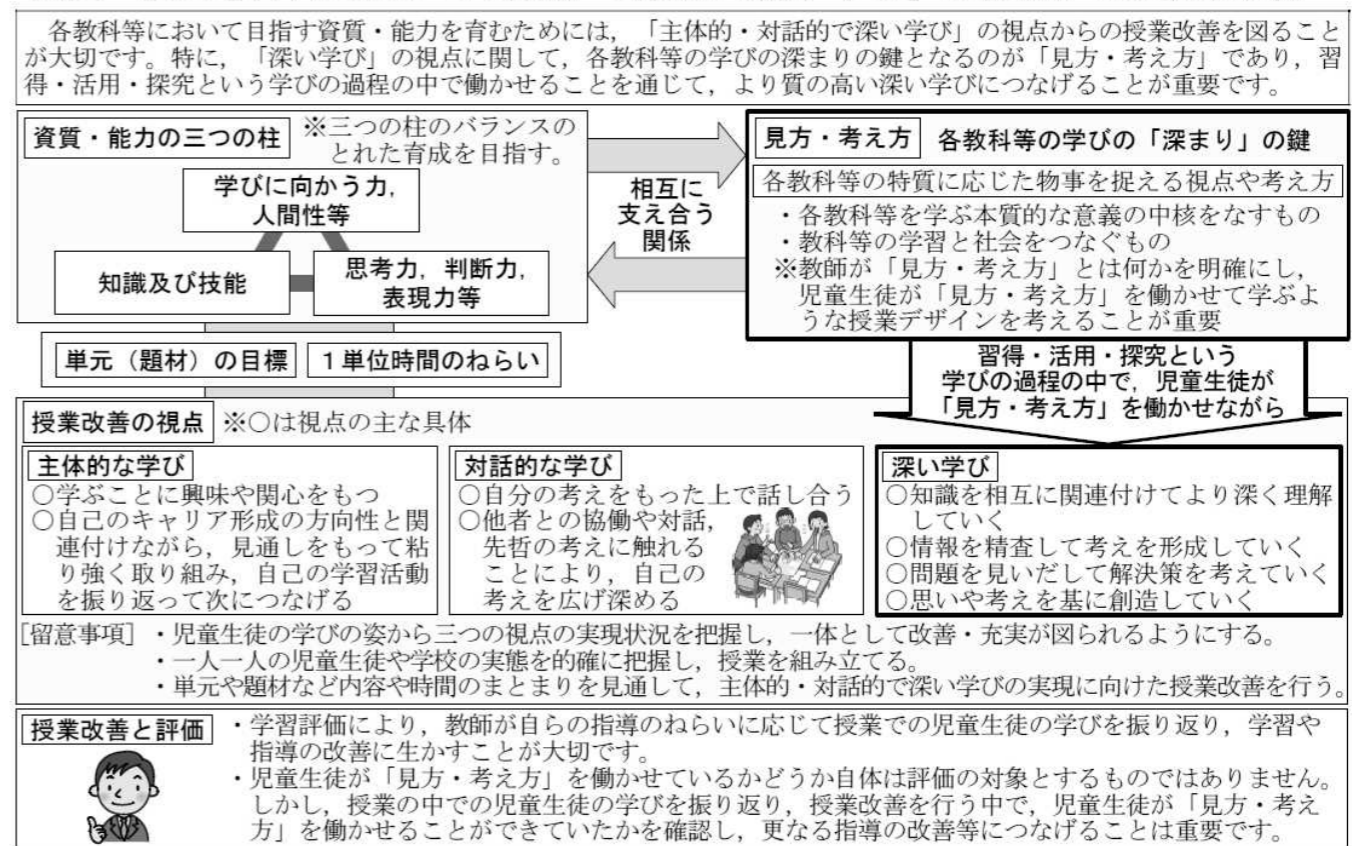 各教科等において目指す資質・能力を育むためには，「主体的・対話的で深い学び」の視点からの授業改善を図ること
が大切です。特に，「深い学び」の視点に関して，各教科等の学びの深まりの鍵となるのが「見方・考え方」であり，習
得・活用・探究という学びの過程の中で働かせることを通じて，より質の高い深い学びにつなげることが重要です。
資質・能力の三つの柱
※三つの柱のバランスの
とれた育成を目指す。
学びに向かう力，
人間性等
知識及び技能
思考力，判断力，
表現力等
相互に
支え合う
関係
見方・考え方
各教科等の学びの「深まり」の鍵
各教科等の特質に応じた物事を捉える視点や考え方
・各教科等を学ぶ本質的な意義の中核をなすもの
・教科等の学習と社会をつなぐもの
※教師が「見方・考え方」とは何かを明確にし，
児童生徒が「見方・考え方」を働かせて学ぶよ
うな授業デザインを考えることが重要
単元（題材）の目標
１単位時間のねらい
習得・活用・探究という
学びの過程の中で，児童生徒が
「見方・考え方」を働かせながら
授業改善の視点
※○は視点の主な具体
主体的な学び
○学ぶことに興味や関心をもつ
○自己のキャリア形成の方向性と関
連付けながら，見通しをもって粘
り強く取り組み，自己の学習活動
を振り返って次につなげる
対話的な学び
○自分の考えをもった上で話し合う
○他者との協働や対話，
先哲の考えに触れる
ことにより，自己の
考えを広げ深める
深い学び
○知識を相互に関連付けてより深く理解
していく
○情報を精査して考えを形成していく
○問題を見いだして解決策を考えていく
○思いや考えを基に創造していく
[留意事項] ・児童生徒の学びの姿から三つの視点の実現状況を把握し，一体として改善・充実が図られるようにする。
・一人一人の児童生徒や学校の実態を的確に把握し，授業を組み立てる。
・単元や題材など内容や時間のまとまりを見通して，主体的・対話的で深い学びの実現に向けた授業改善を行う。
授業改善と評価
・学習評価により，教師が自らの指導のねらいに応じて授業での児童生徒の学びを振り返り，学習や
指導の改善に生かすことが大切です。
・児童生徒が「見方・考え方」を働かせているかどうか自体は評価の対象とするものではありません。
しかし，授業の中での児童生徒の学びを振り返り，授業改善を行う中で，児童生徒が「見方・考え
方」を働かせることができていたかを確認し，更なる指導の改善等につなげることは重要です。